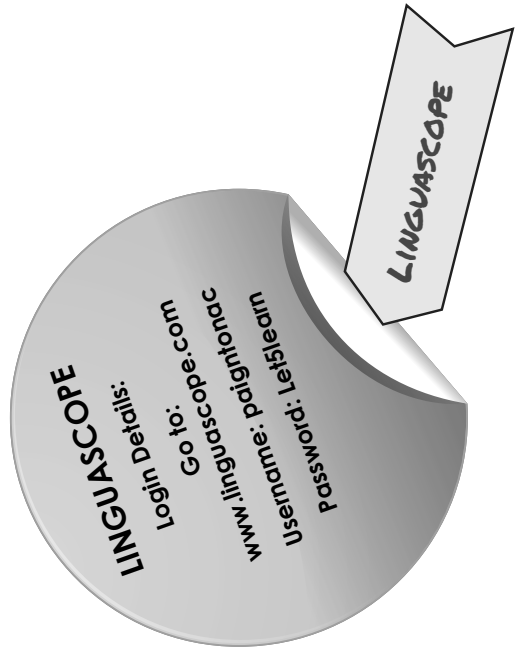 LINGUASCOPE
LINGUASCOPE
Login Details:
Go to:
www.linguascope.com
Username: paigntonac
Password: Let5learn